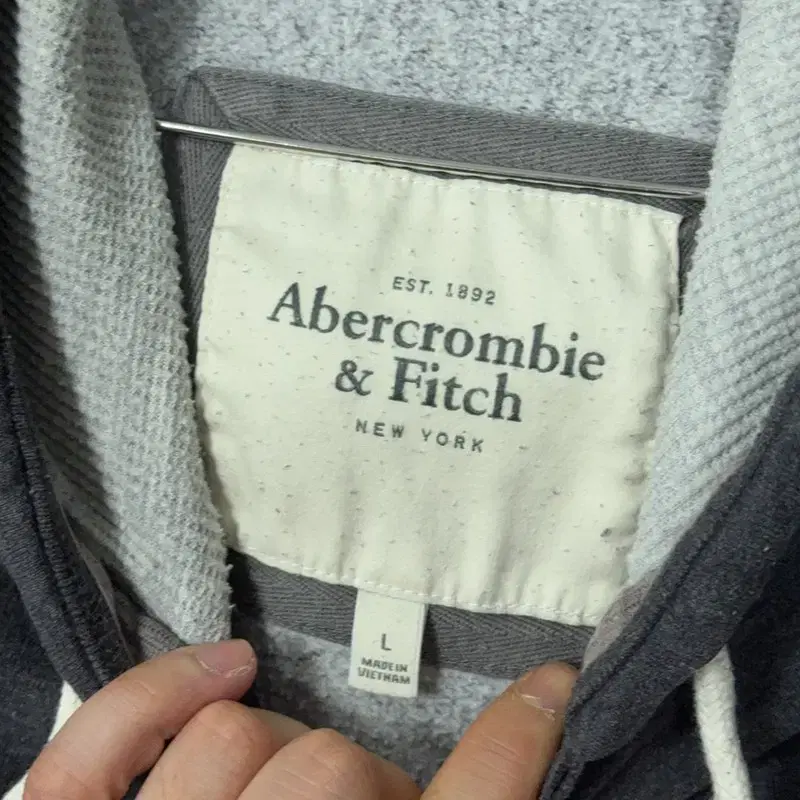 EST. 1892
Abercrombie
& Fitch
NEW YORK
L
MADE IN
VIETNAM